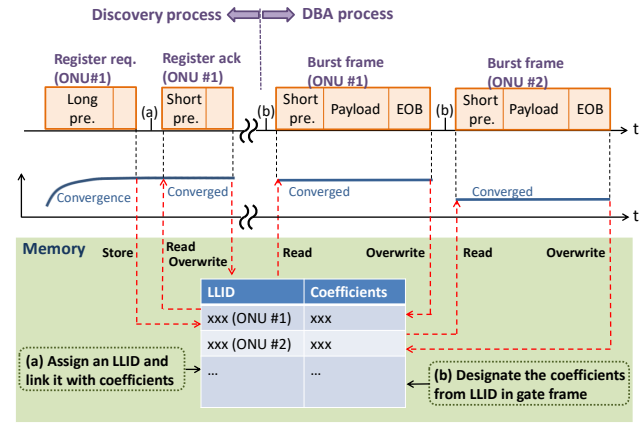 Discovery process
DBA process
Register req.
(ONU#1)
Register ack
(ONU #1)
Burst frame
(ONU #1)
Burst frame
(ONU #2)
Long
pre.
(a)
Short
pre.
(b)
Short
pre.
Payload
EOB
(b)
Short
pre.
Payload
EOB
t
Convergence
Converged
Converged
Converged
t
Memory
Store
Read
Overwrite
Read
Overwrite
Read
Overwrite
LLID
Coefficients
xxx (ONU #1)
xxx
xxx (ONU #2)
xxx
...
...
(a) Assign an LLID and
link it with coefficients
(b) Designate the coefficients
from LLID in gate frame